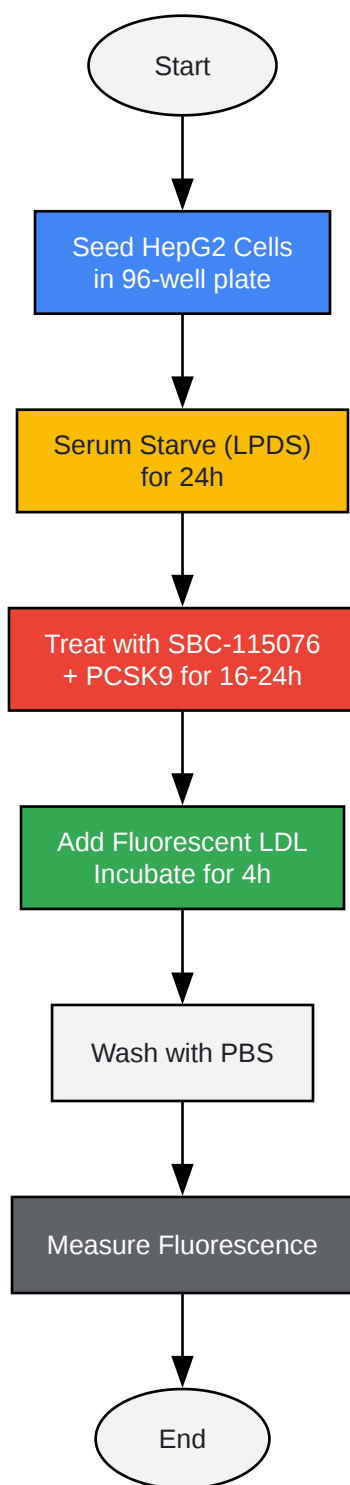 Start
Seed HepG2 Cells
in 96-well plate
Serum Starve (LPDS)
for 24h
Treat with SBC-115076
+ PCSK9 for 16-24h
Add Fluorescent LDL
Incubate for 4h
Wash with PBS
Measure Fluorescence
End